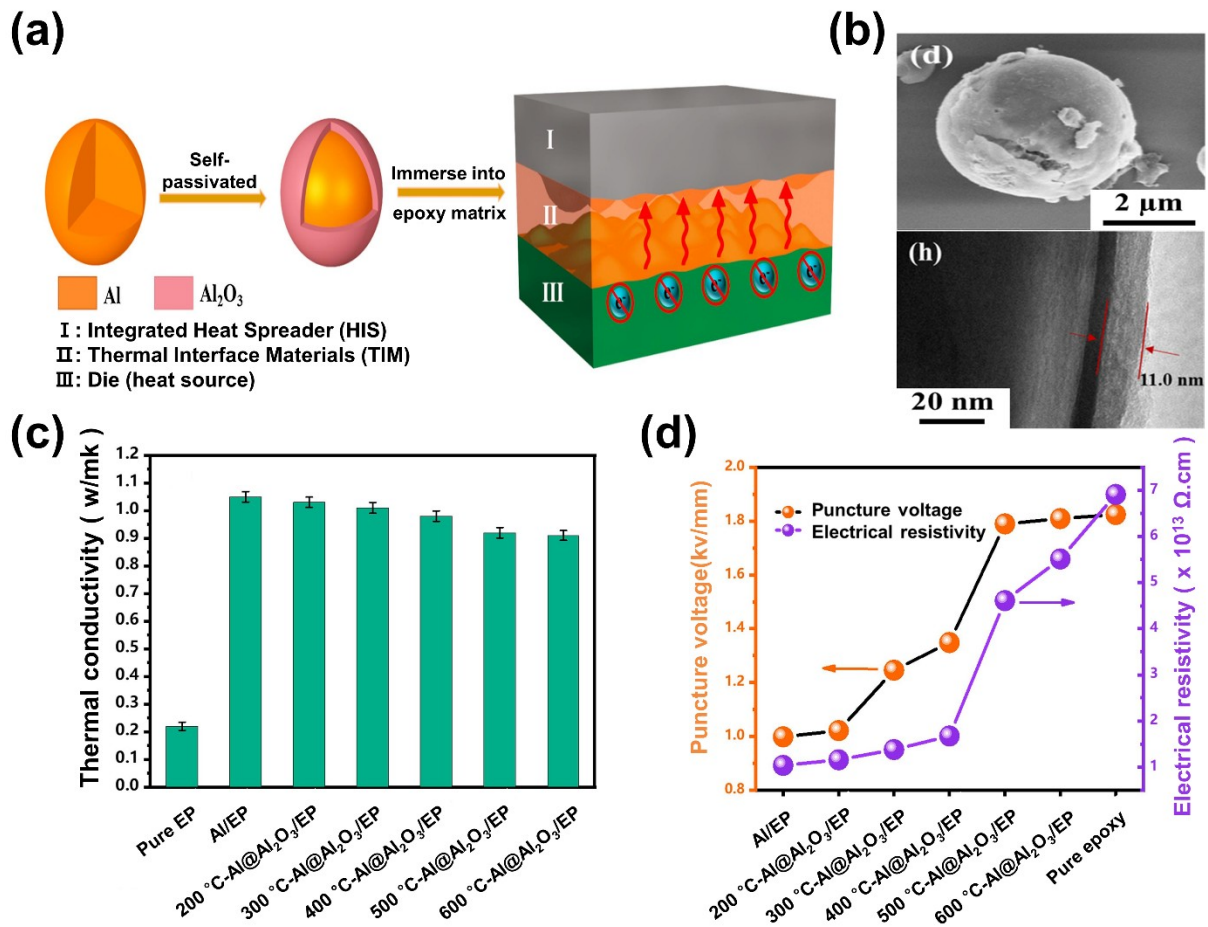 (a)
Self-
passivated
Immerse into
epoxy matrix
I
II
III
Al
Al₂O₃
Ⅰ: Integrated Heat Spreader (HIS)
Ⅱ: Thermal Interface Materials (TIM)
Ⅲ: Die (heat source)
(b)
(d)
2 μm
(h)
11.0 nm
20 nm
(c)
Thermal conductivity ( w/mk )
1.2
1.1
1.0
0.9
0.8
0.7
0.6
0.5
0.4
0.3
0.2
0.1
0.0
Pure EP
Al/EP
200 °C-Al@Al₂O₃/EP
300 °C-Al@Al₂O₃/EP
400 °C-Al@Al₂O₃/EP
500 °C-Al@Al₂O₃/EP
600 °C-Al@Al₂O₃/EP
(d)
Puncture voltage(kv/mm)
2.0
1.8
1.6
1.4
1.2
1.0
0.8
Puncture voltage
Electrical resistivity
7
6
5
4
3
2
1
Electrical resistivity ( x 10¹³ Ω.cm)
Al/EP
200 °C-Al@Al₂O₃/EP
300 °C-Al@Al₂O₃/EP
400 °C-Al@Al₂O₃/EP
500 °C-Al@Al₂O₃/EP
600 °C-Al@Al₂O₃/EP
Pure epoxy